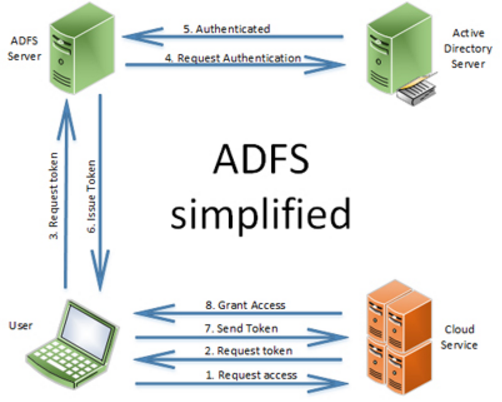 ADFS
Server
5. Authenticated
4. Request Authentication
Active
Directory
Server
3. Request token
6. Issue Token
ADFS
simplified
User
8. Grant Access
7. Send Token
2. Request token
1. Request access
Cloud
Service